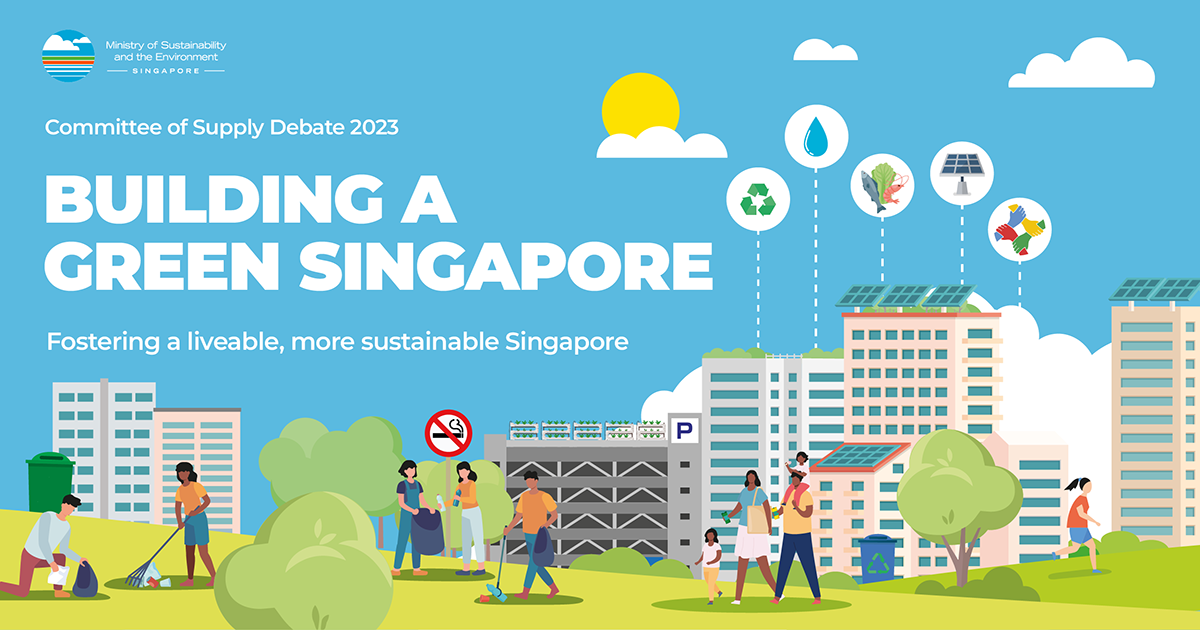 Ministry of Sustainability
and the Environment
SINGAPORE
Committee of Supply Debate 2023
BUILDING A
GREEN SINGAPORE
Fostering a liveable, more sustainable Singapore
P